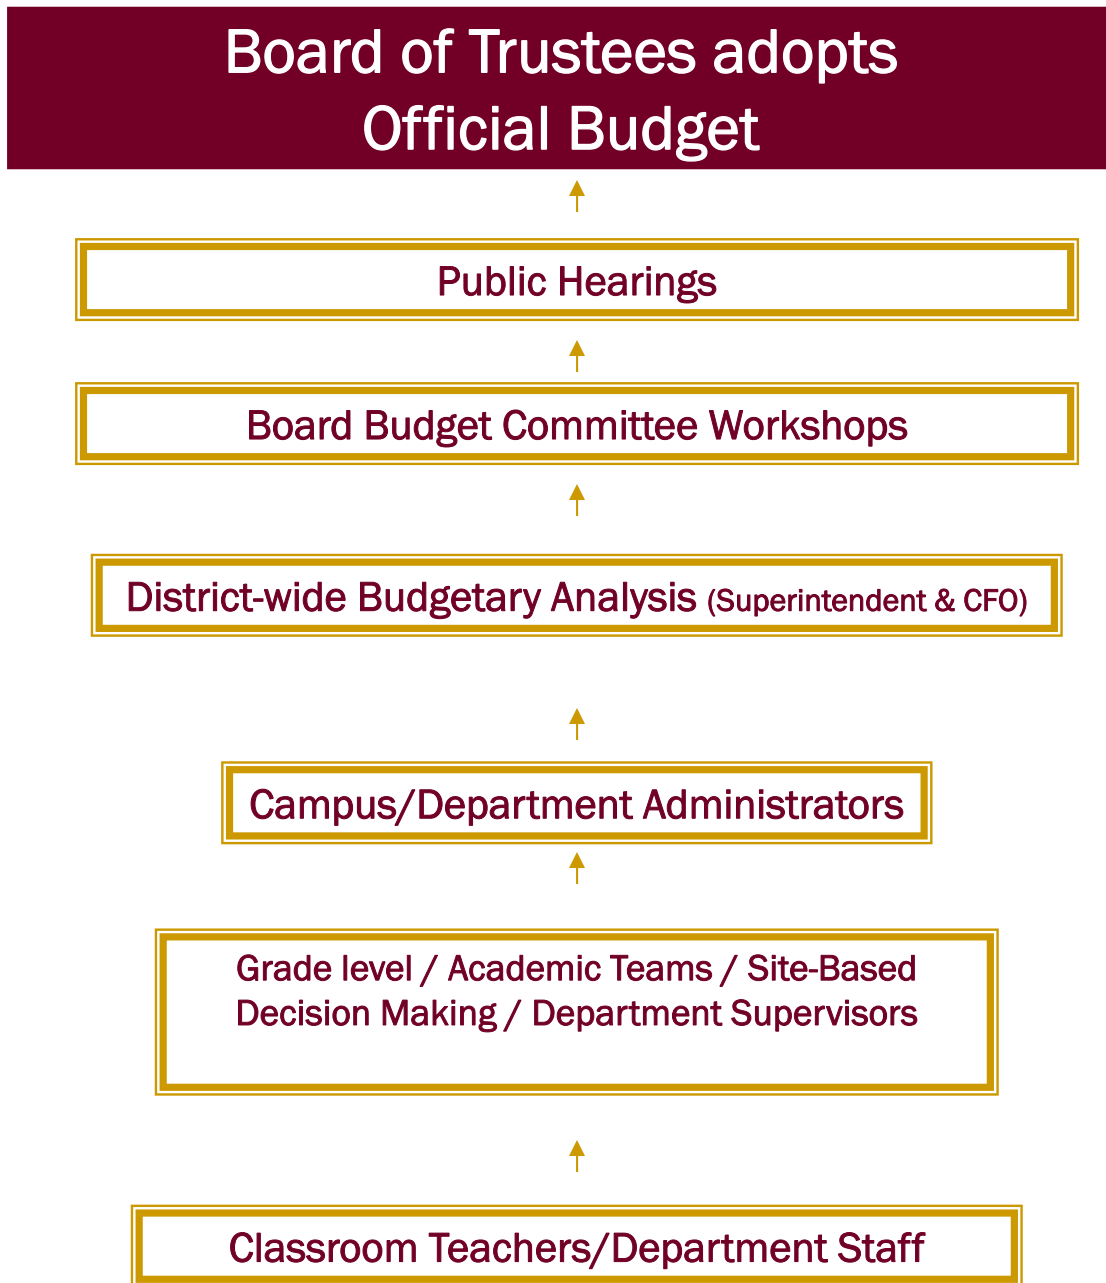 Board of Trustees adopts
Official Budget
Public Hearings
Board Budget Committee Workshops
District-wide Budgetary Analysis (Superintendent & CFO)
Campus/Department Administrators
Grade level / Academic Teams / Site-Based
Decision Making / Department Supervisors
Classroom Teachers/Department Staff